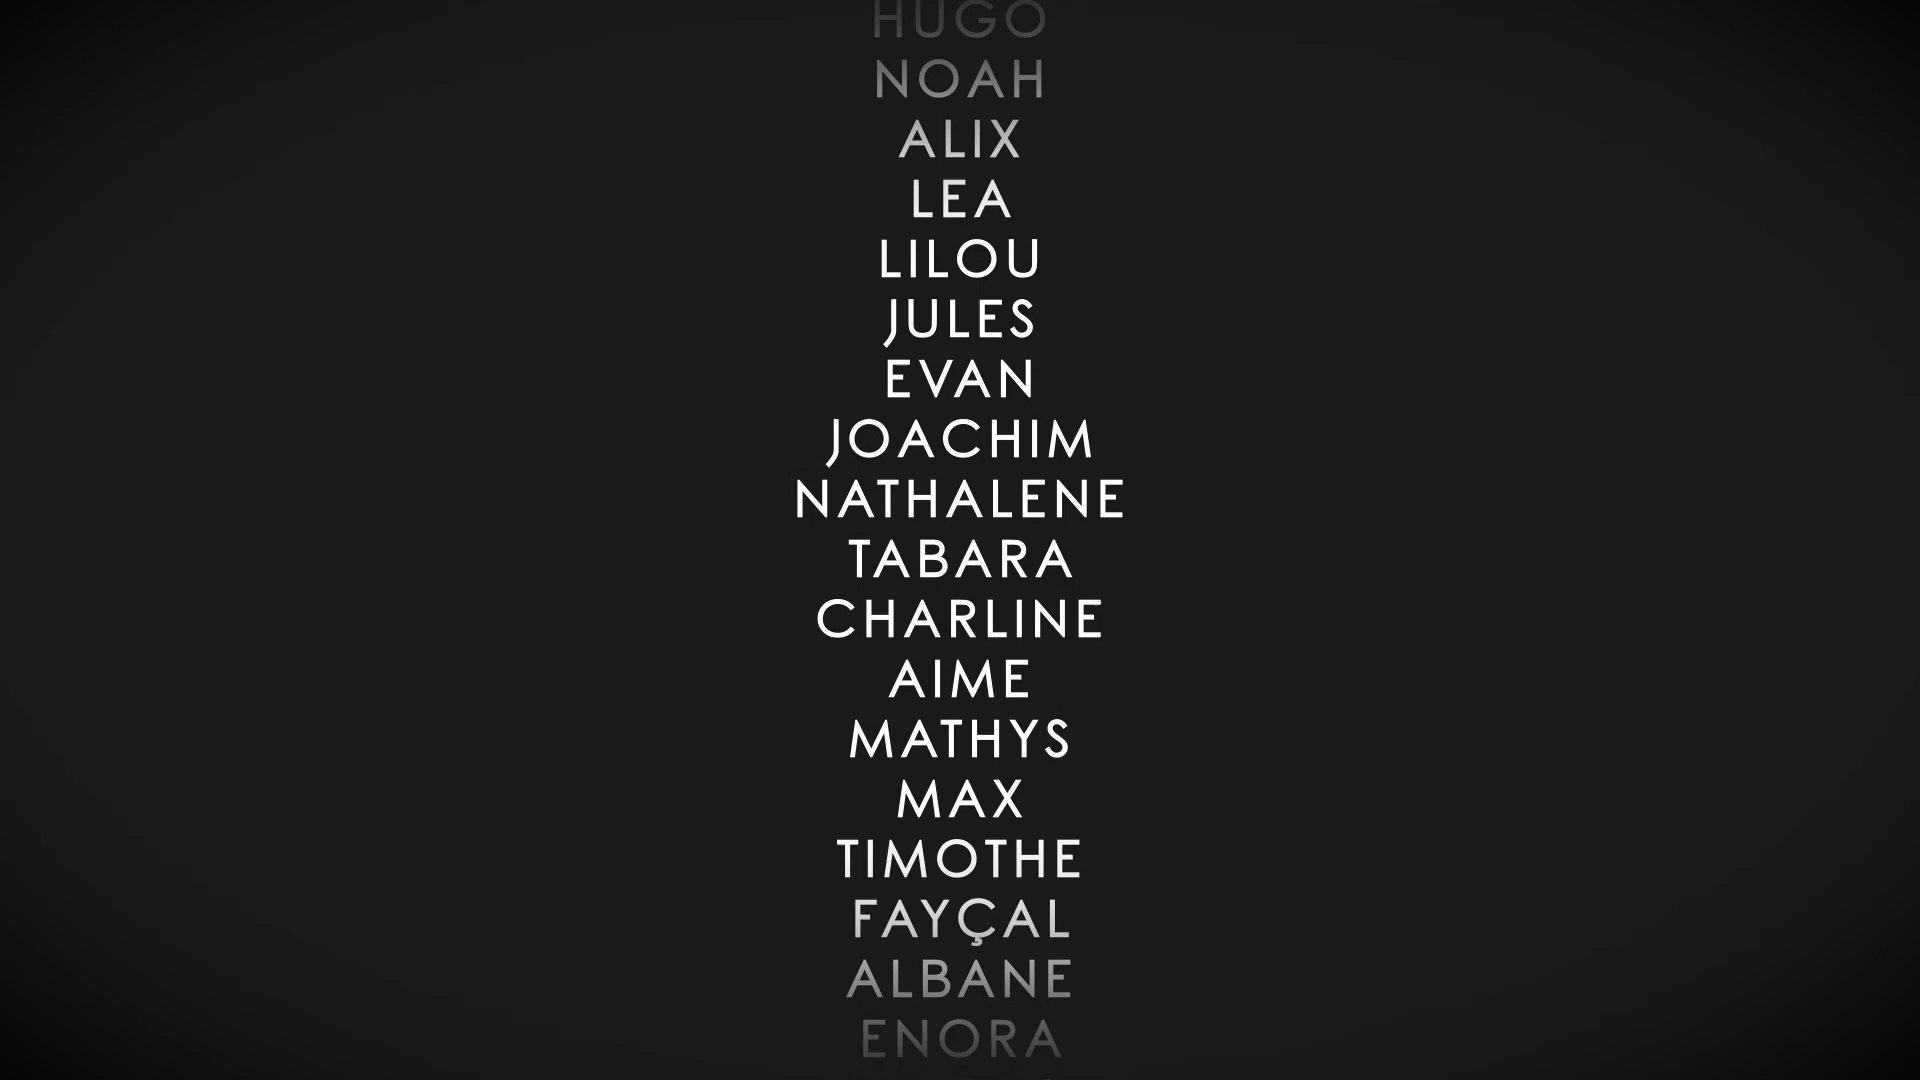 HUGO
NOAH
ALIX
LEA
LILOU
JULES
EVAN
JOACHIM
NATHALENE
TABARA
CHARLINE
AIME
MATHYS
MAX
TIMOTHE
FAYÇAL
ALBANE
ENORA